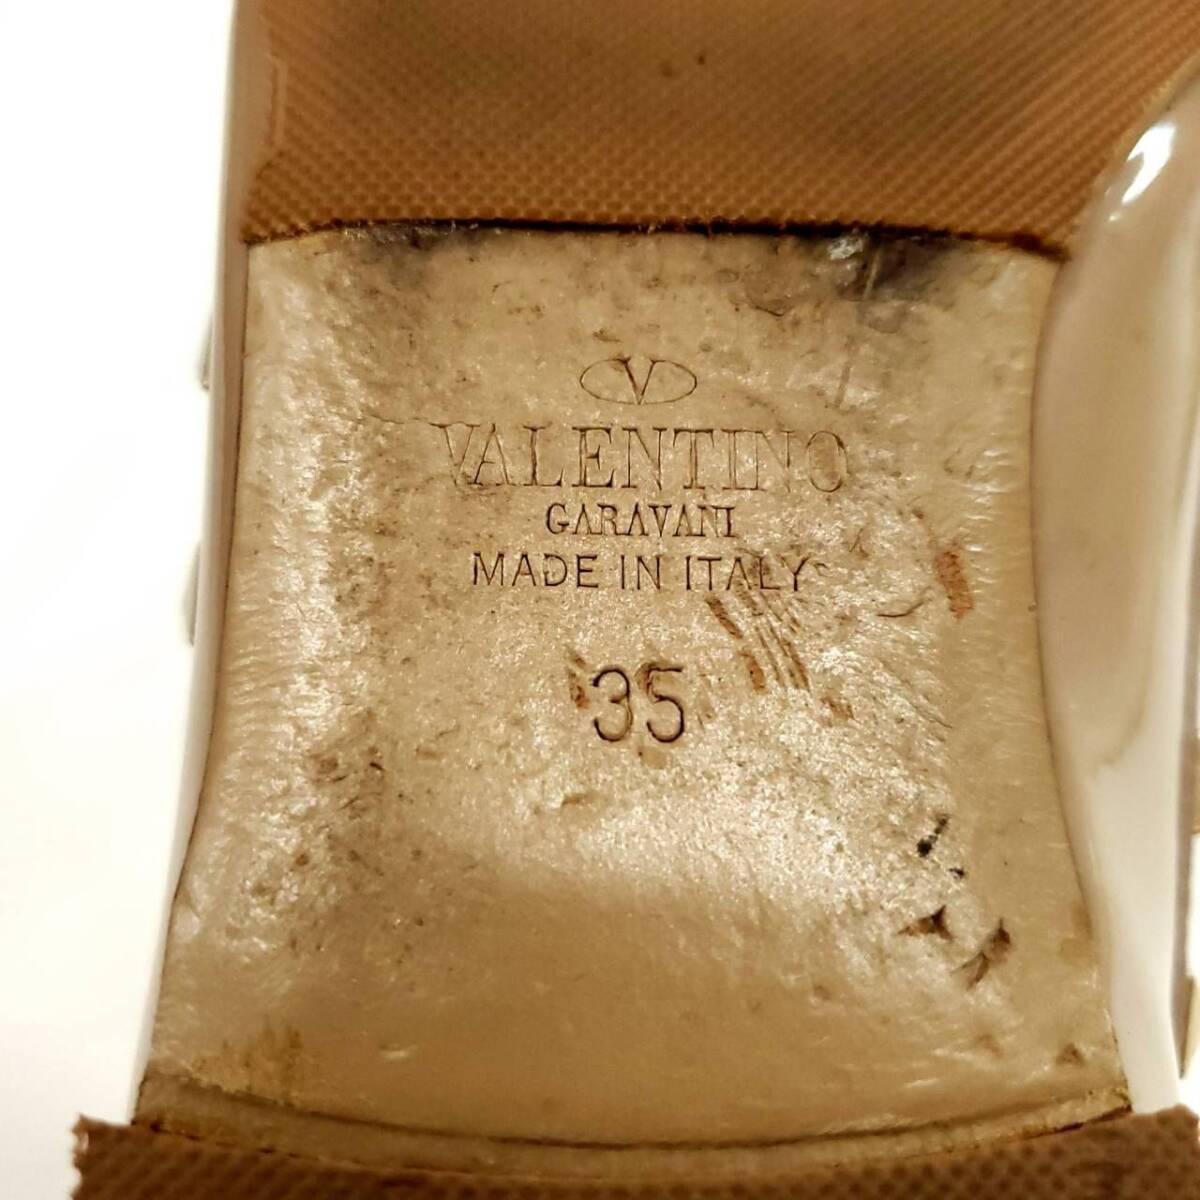 V
VALENTINO
GARAVANI
MADE IN ITALY
35